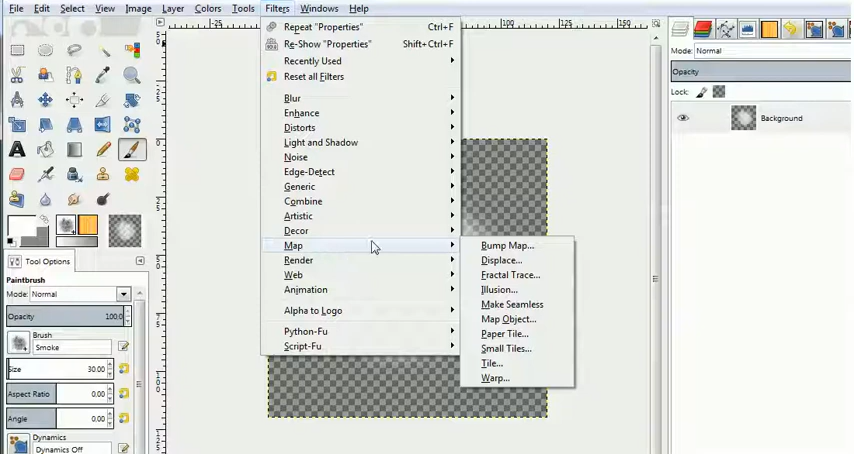 File Edit Select View Image Layer Colors Tools Filters Windows Help
-25 100 125 150
Repeat "Properties" Ctrl+F
Re-Show "Properties" Shift+Ctrl+F
Recently Used
Reset all Filters
Blur
Enhance
Distorts
Light and Shadow
Noise
Edge-Detect
Generic
Combine
Artistic
Decor
Map
Render
Web
Animation
Alpha to Logo
Python-Fu
Script-Fu
Bump Map...
Displace...
Fractal Trace...
Illusion...
Make Seamless
Map Object...
Paper Tile...
Small Tiles...
Tile...
Warp...
Mode: Normal
Opacity
Lock:
Background
Tool Options
Paintbrush
Mode: Normal
Opacity 100.0
Brush
Smoke
Size 30.00
Aspect Ratio 0.00
Angle 0.00
Dynamics
Dynamics Off